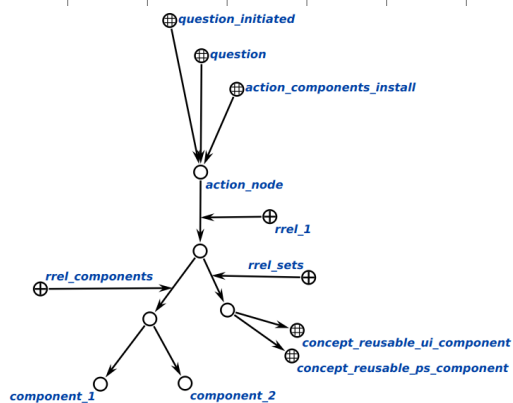 question_initiated
question
action_components_install
action_node
rrel_1
rrel_sets
rrel_components
concept_reusable_ui_component
concept_reusable_ps_component
component_1
component_2